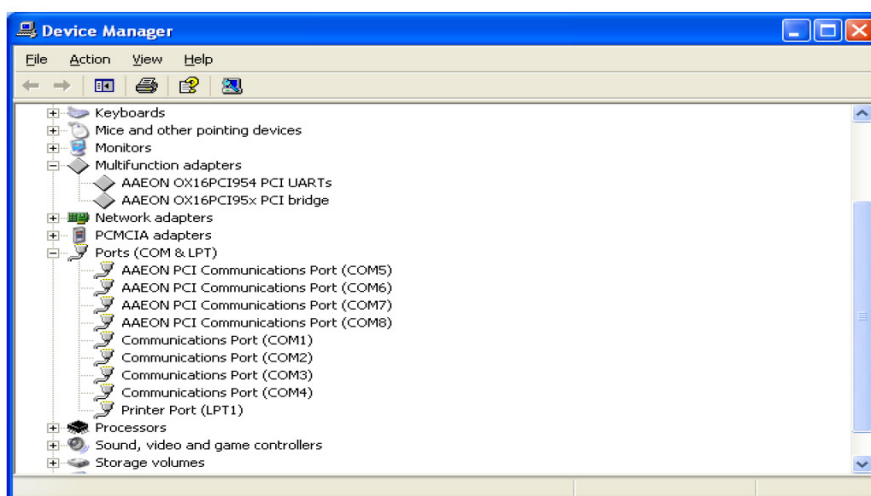 Device Manager
File Action View Help
Keyboards
Mice and other pointing devices
Monitors
Multifunction adapters
AAEON OX16PCI954 PCI UARTs
AAEON OX16PCI95x PCI bridge
Network adapters
PCMCIA adapters
Ports (COM & LPT)
AAEON PCI Communications Port (COM5)
AAEON PCI Communications Port (COM6)
AAEON PCI Communications Port (COM7)
AAEON PCI Communications Port (COM8)
Communications Port (COM1)
Communications Port (COM2)
Communications Port (COM3)
Communications Port (COM4)
Printer Port (LPT1)
Processors
Sound, video and game controllers
Storage volumes